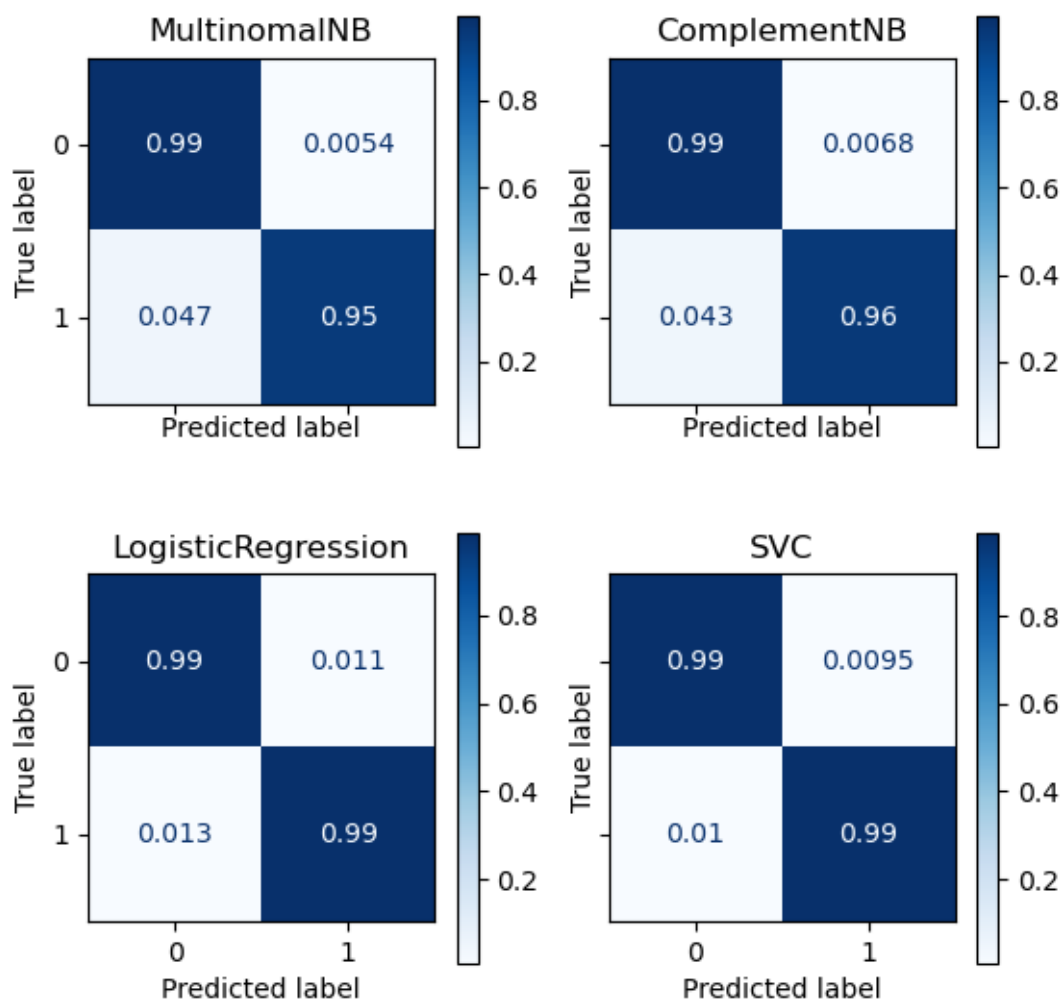 MultinomalNB
0.99 0.0054
0.047 0.95
0
1
True label
Predicted label
0.8
0.6
0.4
0.2
ComplementNB
0.99 0.0068
0.043 0.96
True label
Predicted label
0.8
0.6
0.4
0.2
LogisticRegression
0.99 0.011
0.013 0.99
0
1
True label
0 1
Predicted label
0.8
0.6
0.4
0.2
SVC
0.99 0.0095
0.01 0.99
True label
0 1
Predicted label
0.8
0.6
0.4
0.2